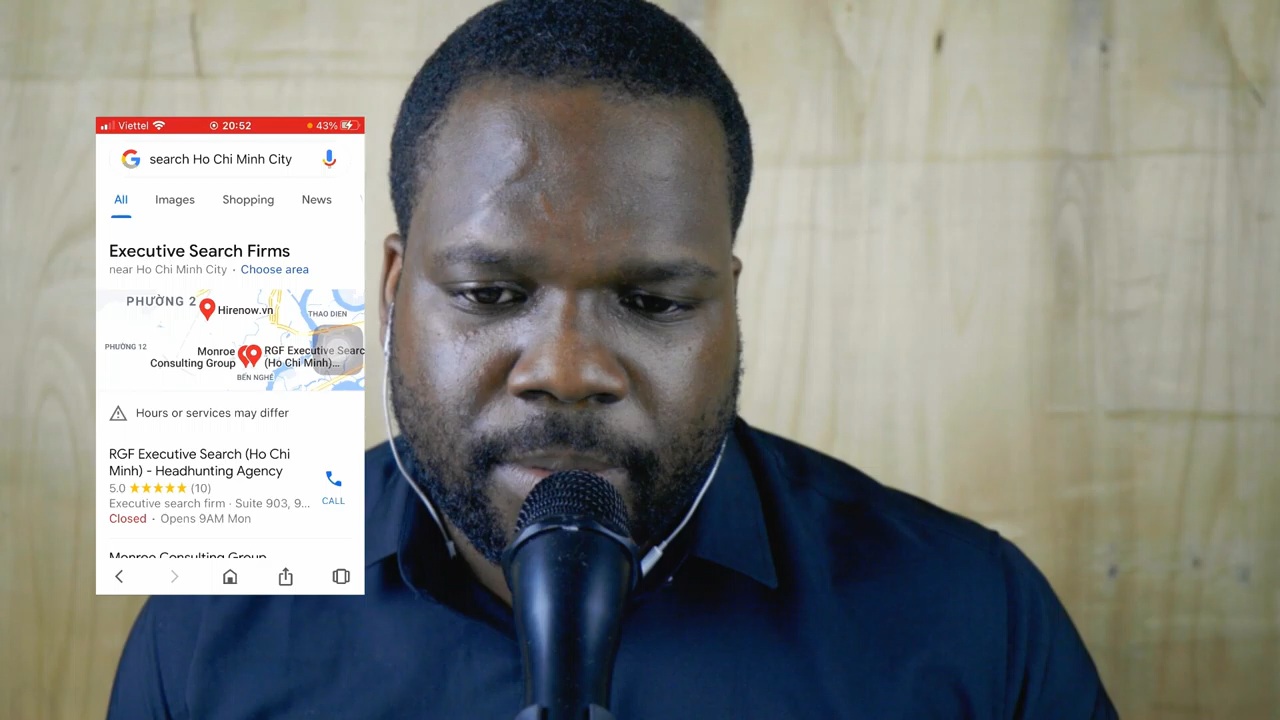 Viettel 20:52 43%
search Ho Chi Minh City
All Images Shopping News
Executive Search Firms
near Ho Chi Minh City · Choose area
PHƯỜNG 2
Hirenow.vn
THAO DIEN
PHƯỜNG 12
Monroe
Consulting Group
RGF Executive Searc
(Ho Chi Minh)...
BẾN NGHÉ
Hours or services may differ
RGF Executive Search (Ho Chi
Minh) - Headhunting Agency
5.0 ★★★★★ (10)
CALL
Executive search firm · Suite 903, 9...
Closed · Opens 9AM Mon
Monroe Consulting Group